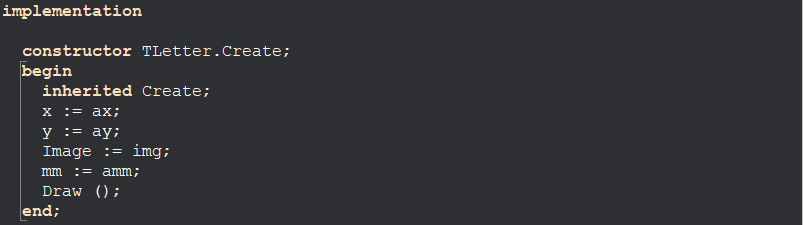 implementation
constructor TLetter.Create;
begin
inherited Create;
x := ax;
y := ay;
Image := img;
mm := amm;
Draw ();
end;